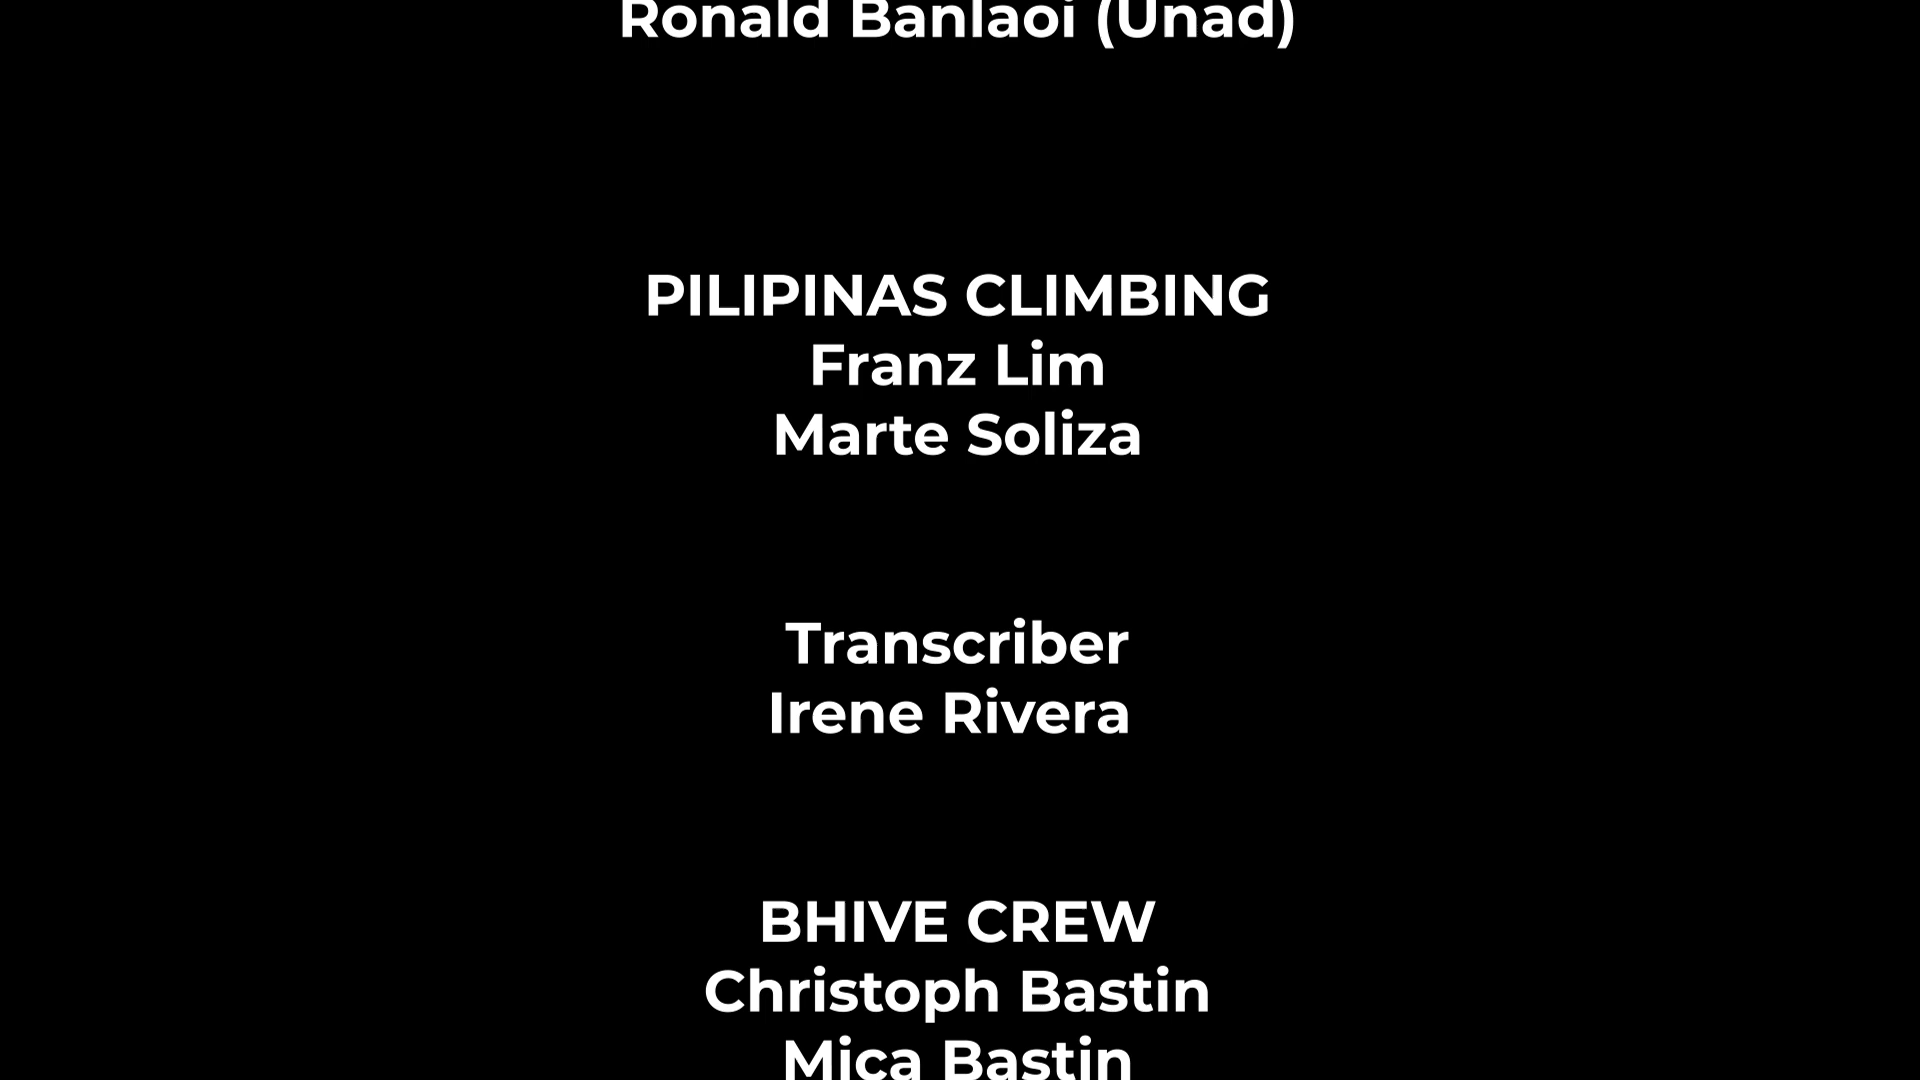 Ronald Banlaoi (Unad)
PILIPINAS CLIMBING
Franz Lim
Marte Soliza
Transcriber
Irene Rivera
BHIVE CREW
Christoph Bastin
Mica Bastin